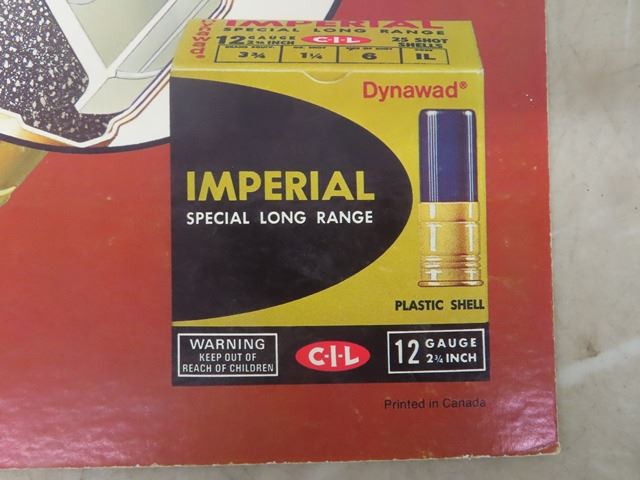 IMPERIAL
SPECIAL LONG RANGE
12 GAUGE 2¾ INCH C-I-L 25 SHOT SHELLS
3¾ 1¼ 6 IL
Dynawad®
IMPERIAL
SPECIAL LONG RANGE
PLASTIC SHELL
WARNING
KEEP OUT OF
REACH OF CHILDREN
C-I-L
12 GAUGE
2¾ INCH
Printed in Canada